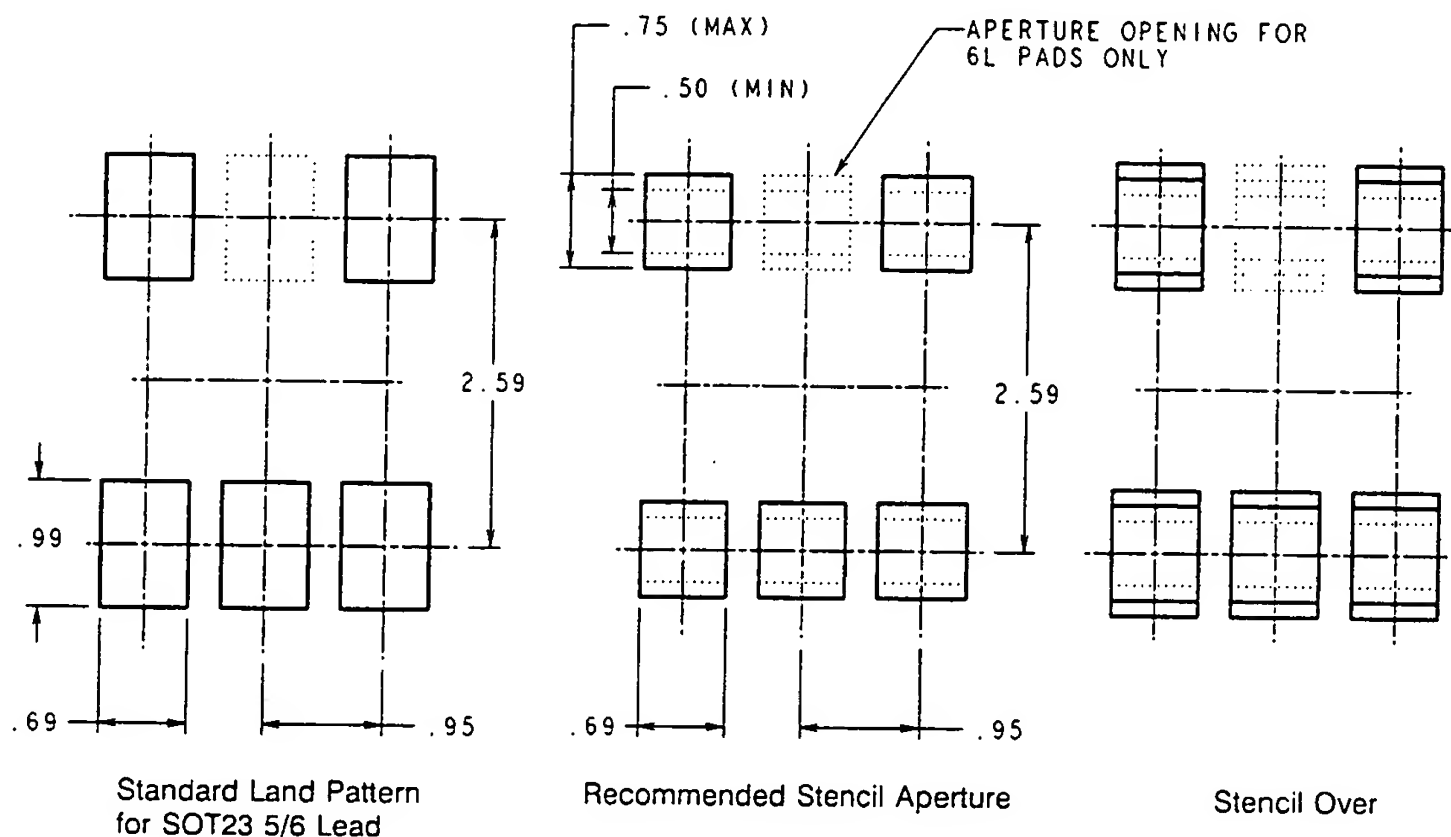 .75 (MAX)
.50 (MIN)
APERTURE OPENING FOR
6L PADS ONLY
2.59
.99
.69
.95
2.59
.69
.95
Standard Land Pattern
for SOT23 5/6 Lead
Recommended Stencil Aperture
Stencil Over